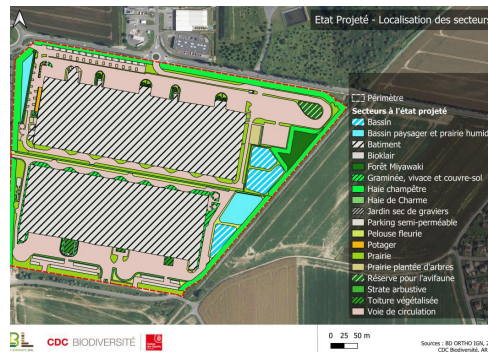 Etat Projeté - Localisation des secteurs
Périmètre
Secteurs à l'état projeté
Bassin
Bassin paysager et prairie humid
Batiment
Bioklair
Forêt Miyawaki
Graminée, vivace et couvre-sol
Haie champêtre
Haie de Charme
Jardin sec de graviers
Parking semi-perméable
Pelouse fleurie
Potager
Prairie
Prairie plantée d'arbres
Réserve pour l'avifaune
Strate arbustive
Toiture végétalisée
Voie de circulation
CDC BIODIVERSITÉ
0 25 50 m
Sources : BD ORTHO IGN, 2
CDC Biodiversité, AR